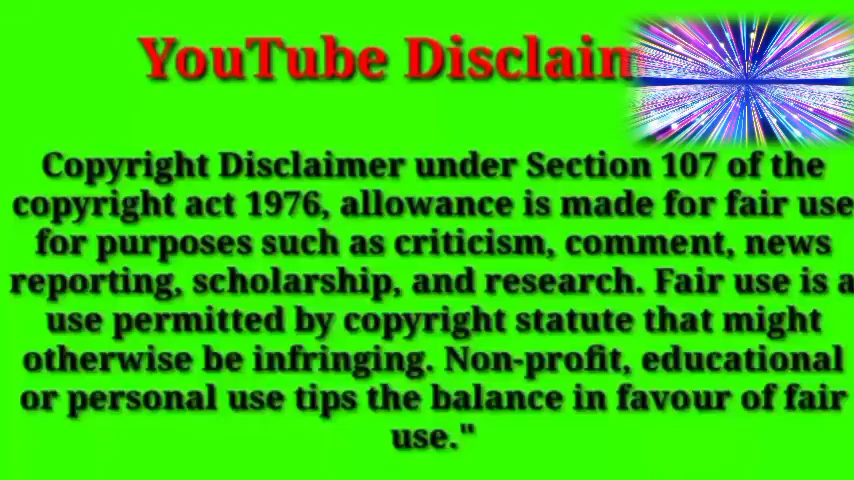 YouTube Disclaim
Copyright Disclaimer under Section 107 of the
copyright act 1976, allowance is made for fair use
for purposes such as criticism, comment, news
reporting, scholarship, and research. Fair use is a
use permitted by copyright statute that might
otherwise be infringing. Non-profit, educational
or personal use tips the balance in favour of fair
use."